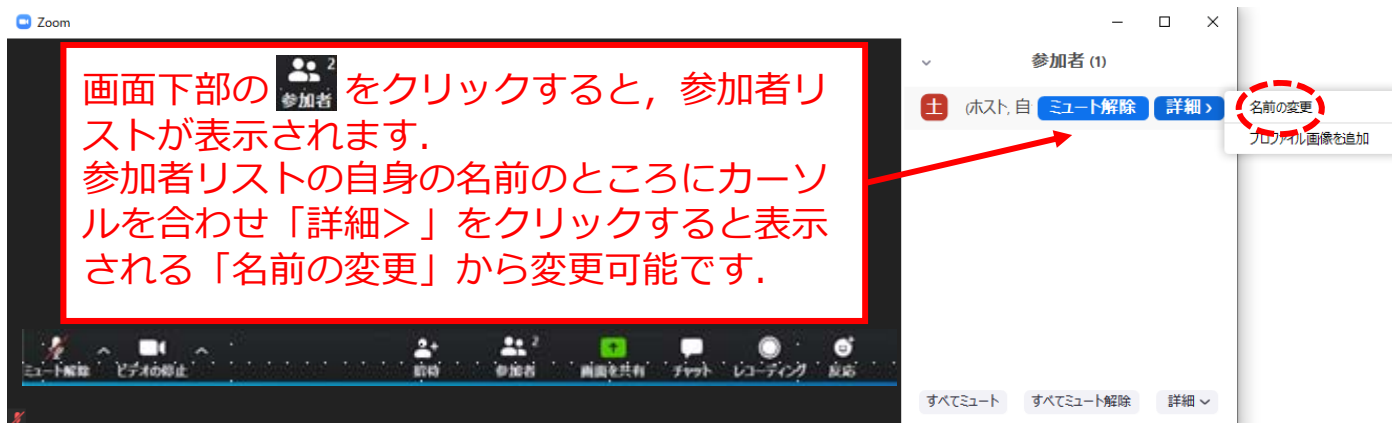 Zoom
画面下部の 参加者 2 をクリックすると，参加者リ
ストが表示されます．
参加者リストの自身の名前のところにカーソ
ルを合わせ「詳細＞」をクリックすると表示
される「名前の変更」から変更可能です．
参加者 (1)
土 (ホスト, 自 ミュート解除 詳細 >
名前の変更
プロファイル画像を追加
ミュート解除 ビデオの停止 招待 参加者 2 画面を共有 チャット レコーディング 反応
すべてミュート すべてミュート解除 詳細